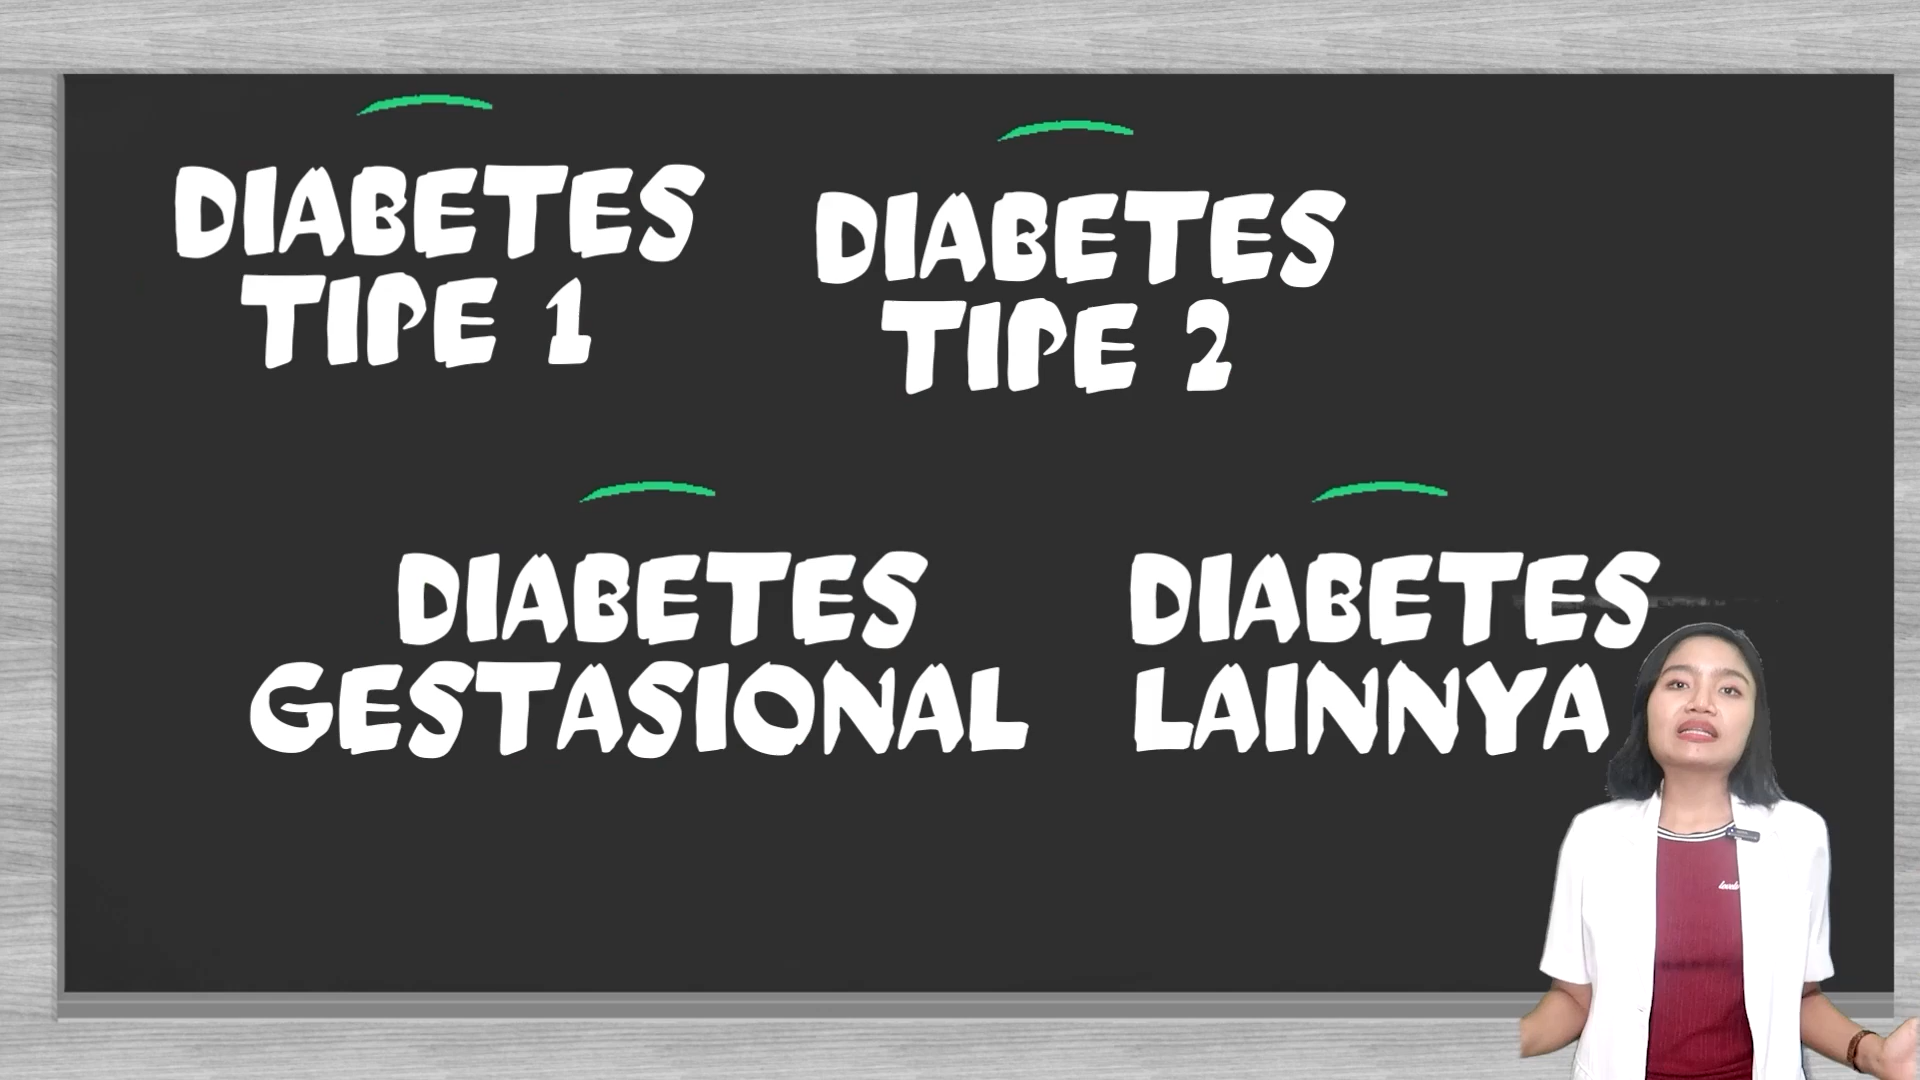 DIABETES
TIPE 1
DIABETES
TIPE 2
DIABETES
GESTASIONAL
DIABETES
LAINNYA